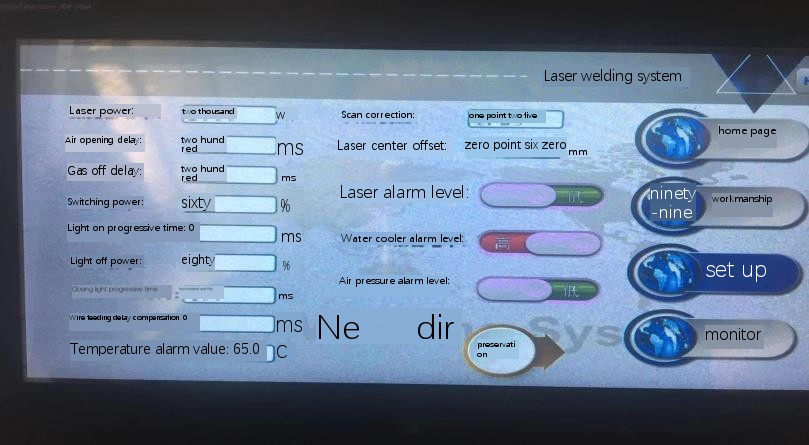 Laser welding system
Laser power: two thousand W
Air opening delay: two hund
red ms
Gas off delay: two hund
red ms
Switching power: sixty %
Light on progressive time: 0 ms
Light off power: eighty %
Closing light progressive time ms
Wire feeding delay compensation 0 ms
Temperature alarm value: 65.0 C
Scan correction: one point two five
Laser center offset: zero point six zero mm
Laser alarm level: 低
Water cooler alarm level: 高
Air pressure alarm level: 低
Ne dir Sys
preservati
on
home page
ninety
-nine
workmanship
set up
monitor